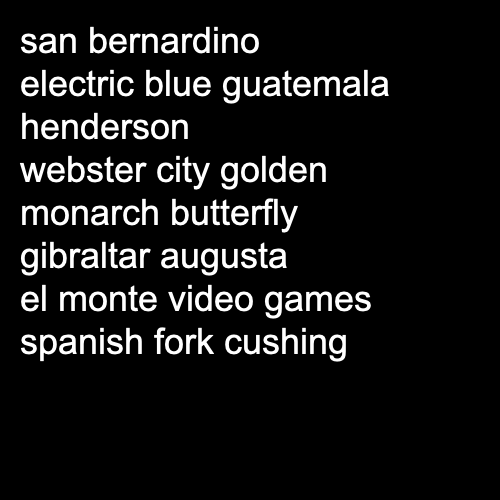 san bernardino
electric blue guatemala
henderson
webster city golden
monarch butterfly
gibraltar augusta
el monte video games
spanish fork cushing